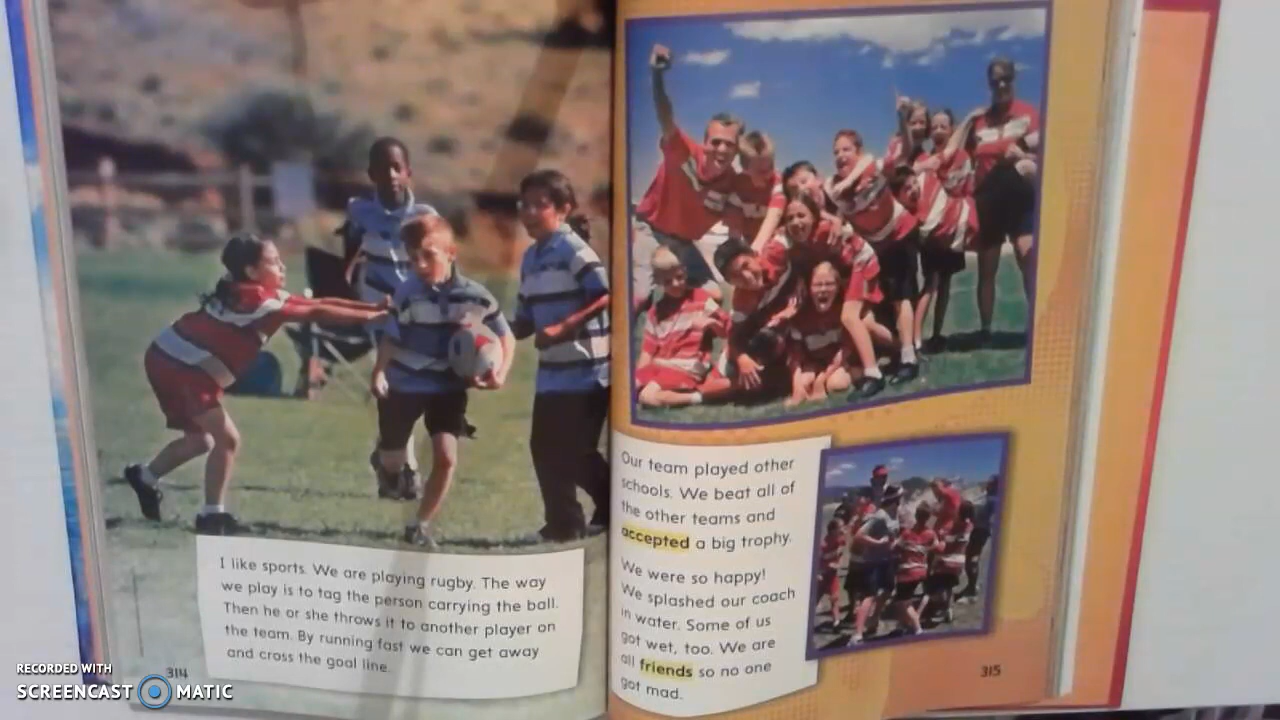 I like sports. We are playing rugby. The way
we play is to tag the person carrying the ball.
Then he or she throws it to another player on
the team. By running fast we can get away
and cross the goal line.
314
Our team played other
schools. We beat all of
the other teams and
accepted a big trophy.
We were so happy!
We splashed our coach
in water. Some of us
got wet, too. We are
all friends so no one
got mad.
315
RECORDED WITH
SCREENCAST MATIC